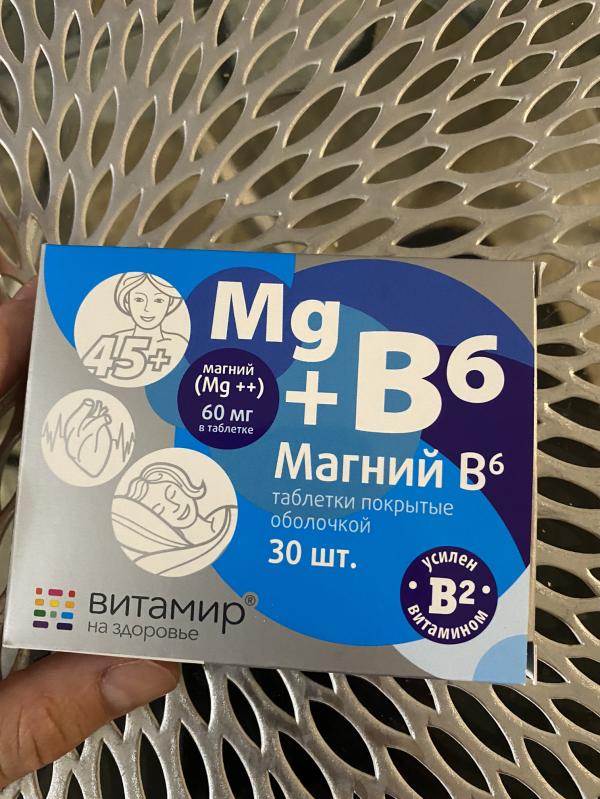 45+
Mg
+ B6
магний
(Mg ++)
60 мг
в таблетке
Магний B6
таблетки покрытые
оболочкой
30 шт.
усилен
B2
витамином
витамир®
на здоровье